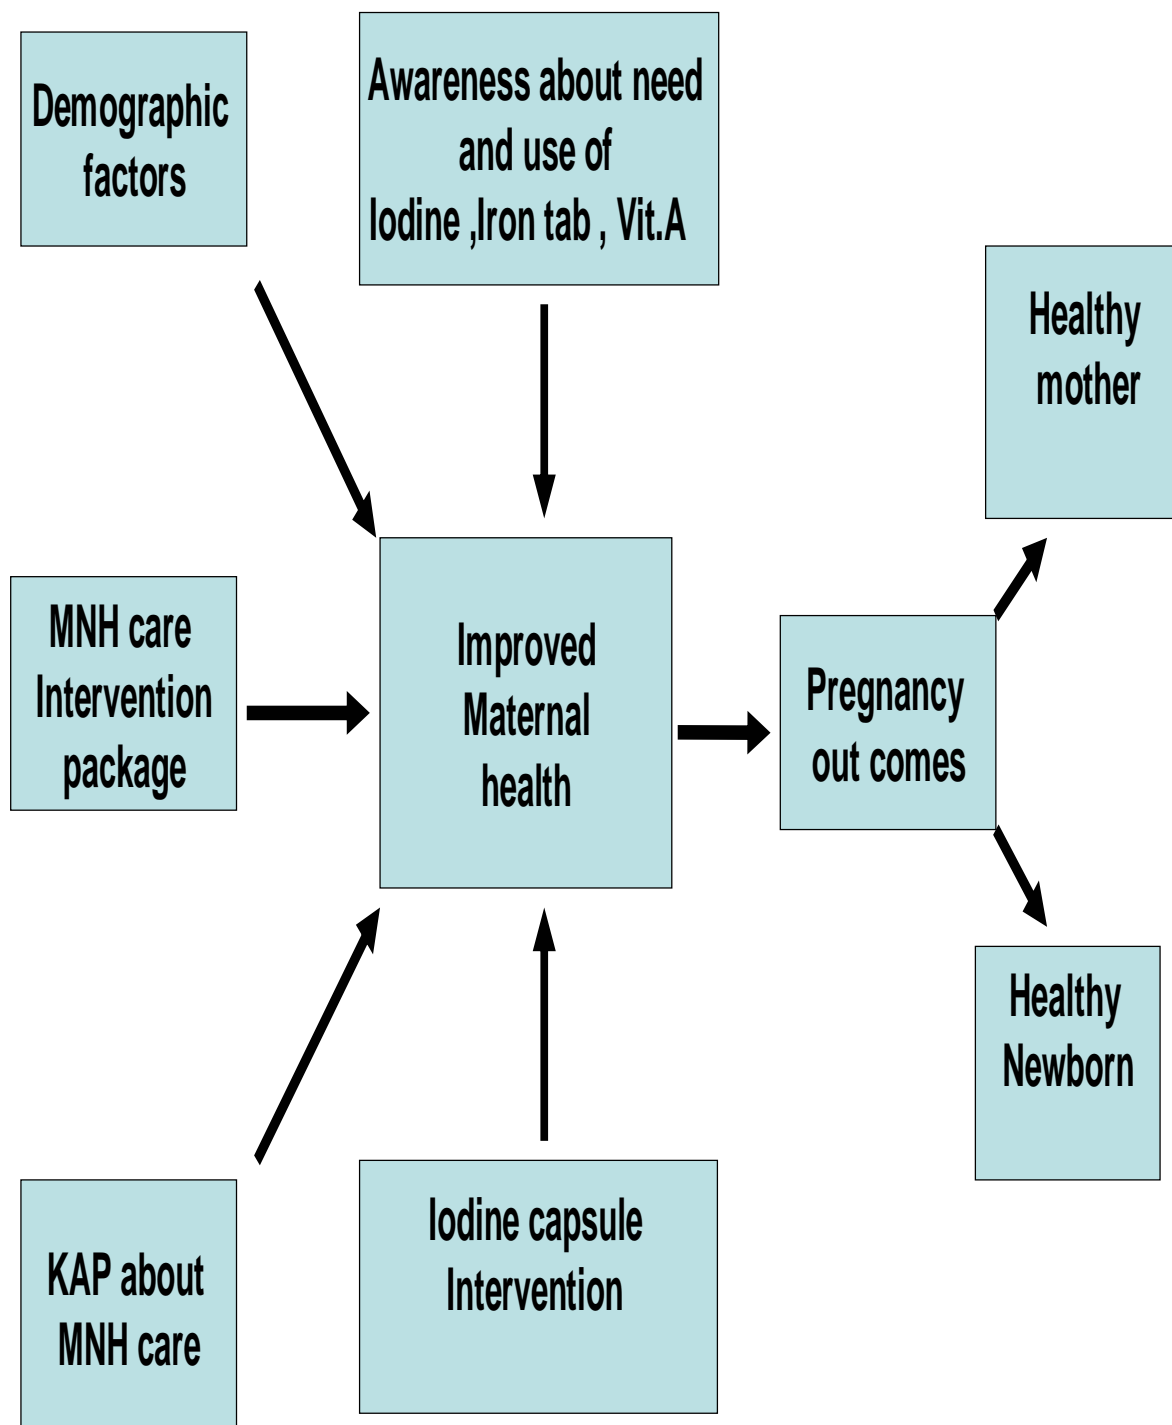 Demographic
factors
Awareness about need
and use of
Iodine ,Iron tab , Vit.A
Healthy
mother
MNH care
Intervention
package
Improved
Maternal
health
Pregnancy
out comes
Healthy
Newborn
KAP about
MNH care
Iodine capsule
Intervention